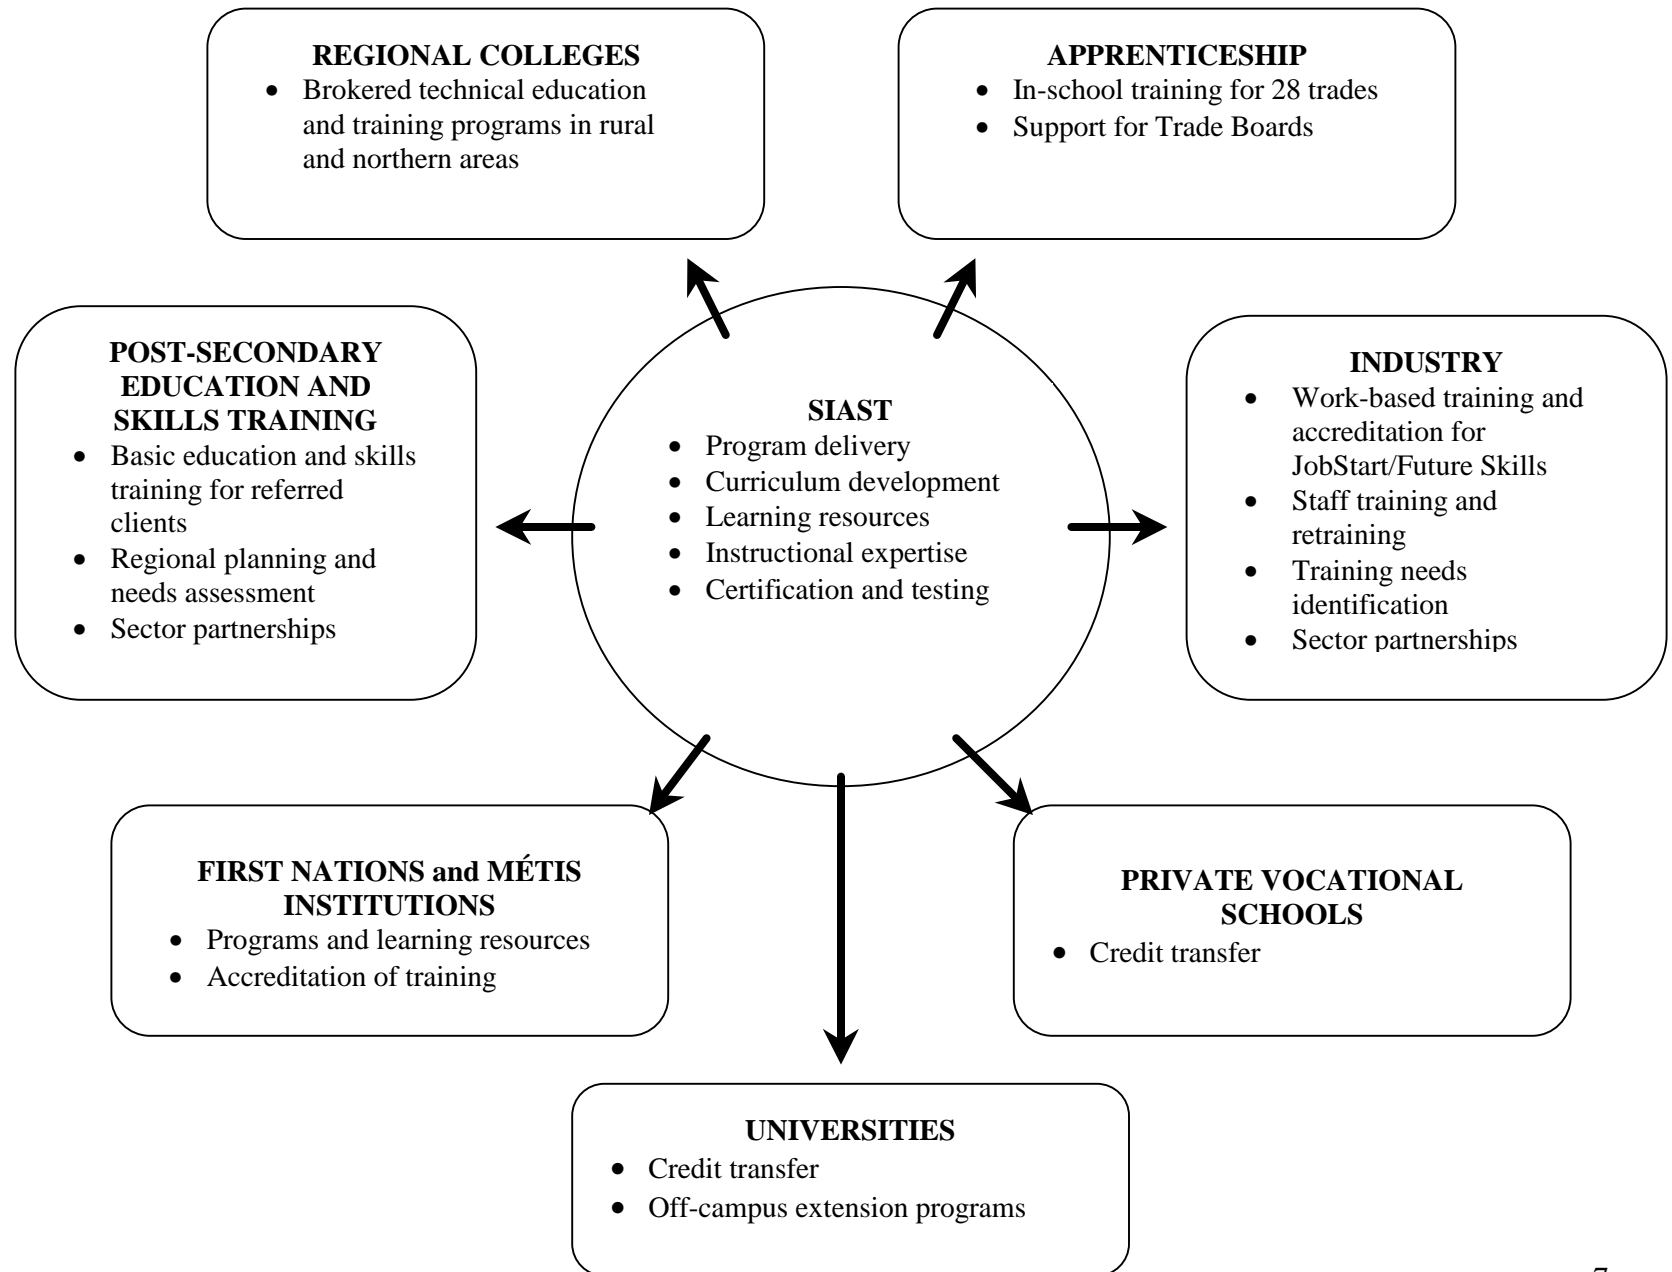 REGIONAL COLLEGES
• Brokered technical education
and training programs in rural
and northern areas
APPRENTICESHIP
• In-school training for 28 trades
• Support for Trade Boards
POST-SECONDARY
EDUCATION AND
SKILLS TRAINING
• Basic education and skills
training for referred
clients
• Regional planning and
needs assessment
• Sector partnerships
SIAST
• Program delivery
• Curriculum development
• Learning resources
• Instructional expertise
• Certification and testing
INDUSTRY
• Work-based training and
accreditation for
JobStart/Future Skills
• Staff training and
retraining
• Training needs
identification
• Sector partnerships
FIRST NATIONS and MÉTIS
INSTITUTIONS
• Programs and learning resources
• Accreditation of training
PRIVATE VOCATIONAL
SCHOOLS
• Credit transfer
UNIVERSITIES
• Credit transfer
• Off-campus extension programs